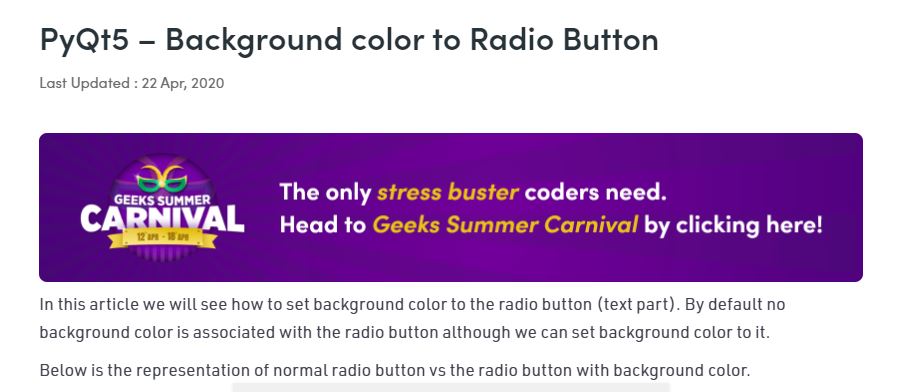 PyQt5 – Background color to Radio Button
Last Updated : 22 Apr, 2020
GEEKS SUMMER
CARNIVAL
12 APR - 18 APR
The only stress buster coders need.
Head to Geeks Summer Carnival by clicking here!
In this article we will see how to set background color to the radio button (text part). By default no
background color is associated with the radio button although we can set background color to it.
Below is the representation of normal radio button vs the radio button with background color.